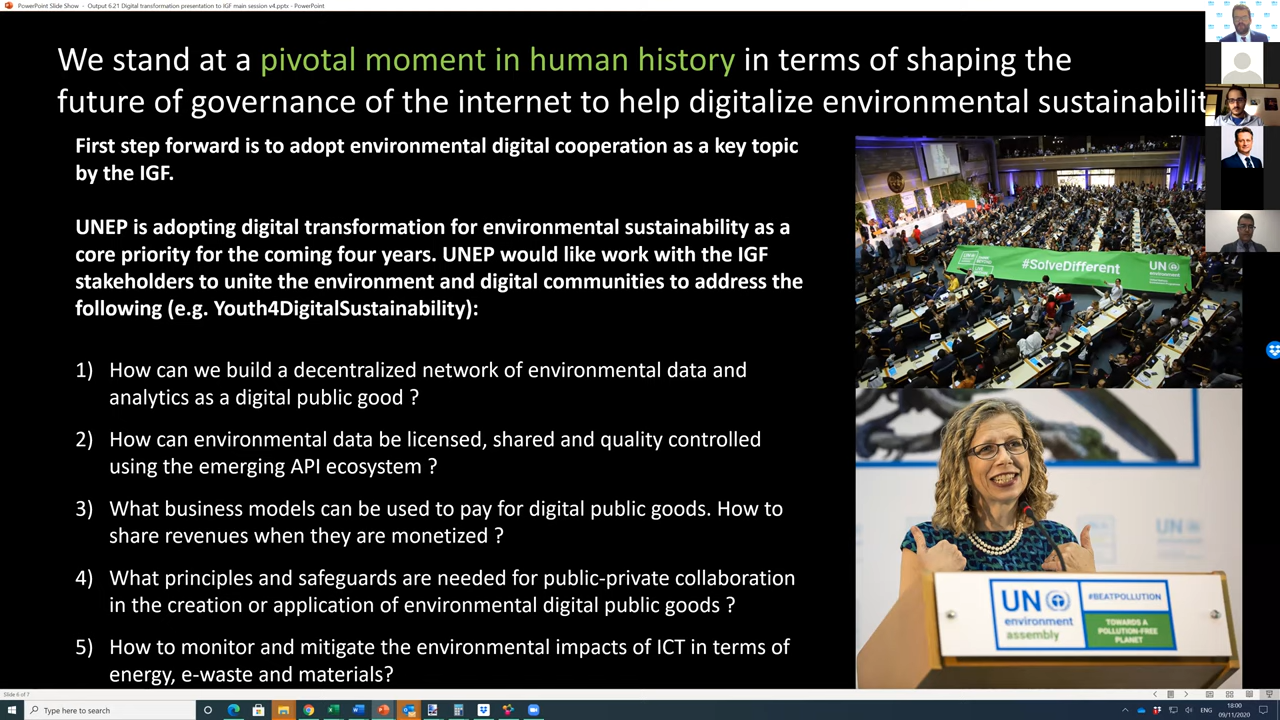 PowerPoint Slide Show - Output 6.21 Digital transformation presentation to IGF main session v4.pptx - PowerPoint
We stand at a pivotal moment in human history in terms of shaping the
future of governance of the internet to help digitalize environmental sustainabilit
First step forward is to adopt environmental digital cooperation as a key topic
by the IGF.
UNEP is adopting digital transformation for environmental sustainability as a
core priority for the coming four years. UNEP would like work with the IGF
stakeholders to unite the environment and digital communities to address the
following (e.g. Youth4DigitalSustainability):
1) How can we build a decentralized network of environmental data and
analytics as a digital public good ?
2) How can environmental data be licensed, shared and quality controlled
using the emerging API ecosystem ?
3) What business models can be used to pay for digital public goods. How to
share revenues when they are monetized ?
4) What principles and safeguards are needed for public-private collaboration
in the creation or application of environmental digital public goods ?
5) How to monitor and mitigate the environmental impacts of ICT in terms of
energy, e-waste and materials?
#SolveDifferent
UN
environment
UN
UN
environment
assembly
#BEATPOLLUTION
TOWARDS A
POLLUTION-FREE
PLANET
Slide 6 of 7
Type here to search
ENG
18:00
09/11/2020